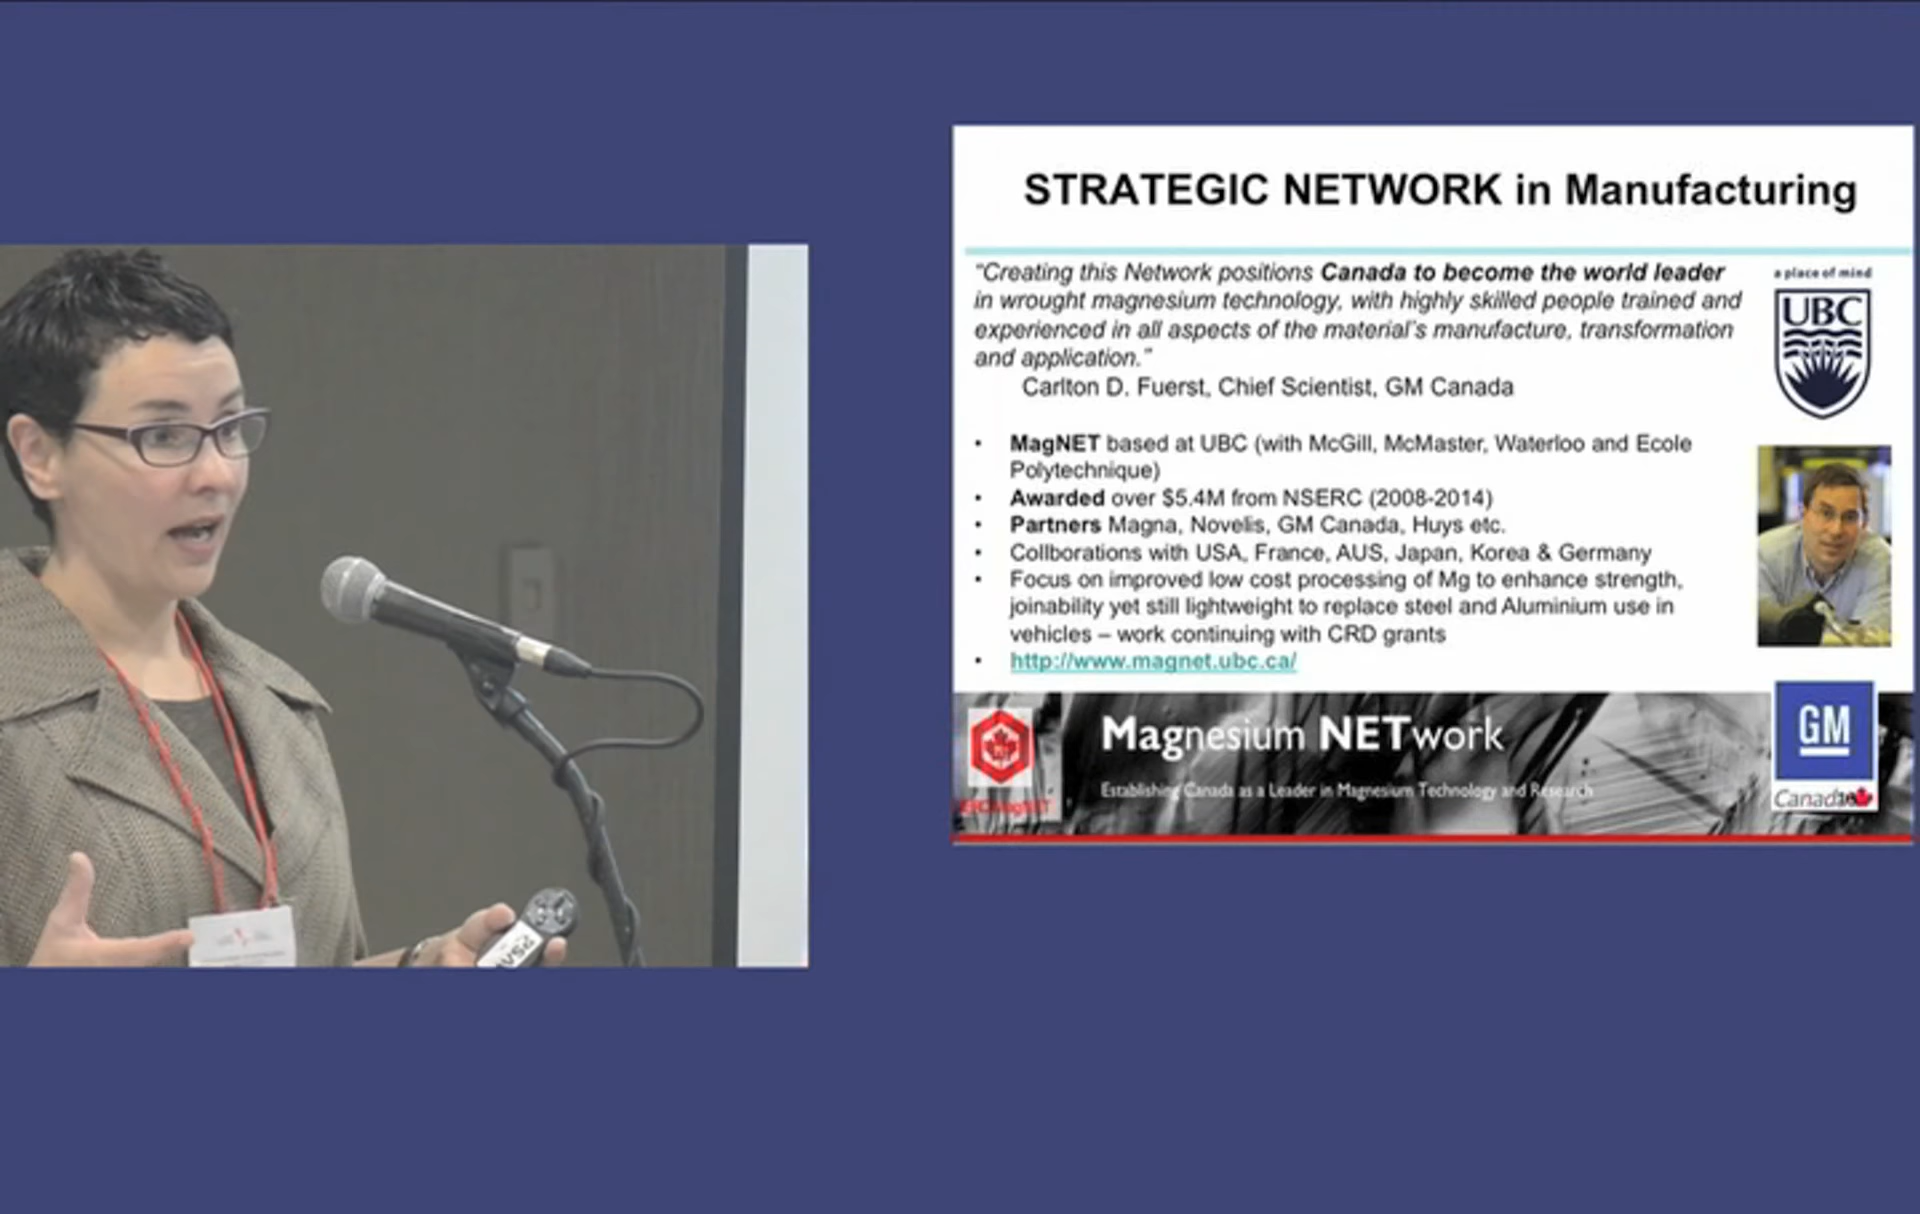 STRATEGIC NETWORK in Manufacturing
“Creating this Network positions Canada to become the world leader
in wrought magnesium technology, with highly skilled people trained and
experienced in all aspects of the material’s manufacture, transformation
and application.”
Carlton D. Fuerst, Chief Scientist, GM Canada
a place of mind
UBC
• MagNET based at UBC (with McGill, McMaster, Waterloo and Ecole
Polytechnique)
• Awarded over $5.4M from NSERC (2008-2014)
• Partners Magna, Novelis, GM Canada, Huys etc.
• Collborations with USA, France, AUS, Japan, Korea & Germany
• Focus on improved low cost processing of Mg to enhance strength,
joinability yet still lightweight to replace steel and Aluminium use in
vehicles – work continuing with CRD grants
• http://www.magnet.ubc.ca/
Magnesium NETwork
Establishing Canada as a Leader in Magnesium Technology and Research
GM